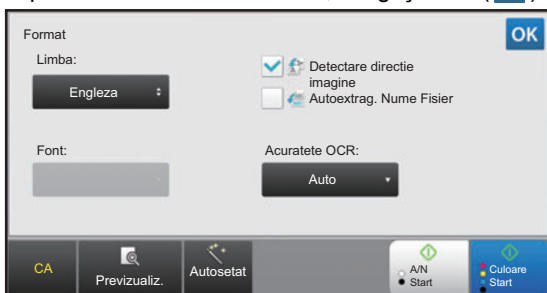 Format
OK
Limba:
Detectare directie
imagine
Engleza
Autoextrag. Nume Fisier
Font:
Acuratete OCR:
Auto
CA
Previzualiz.
Autosetat
A/N
Start
Culoare
Start